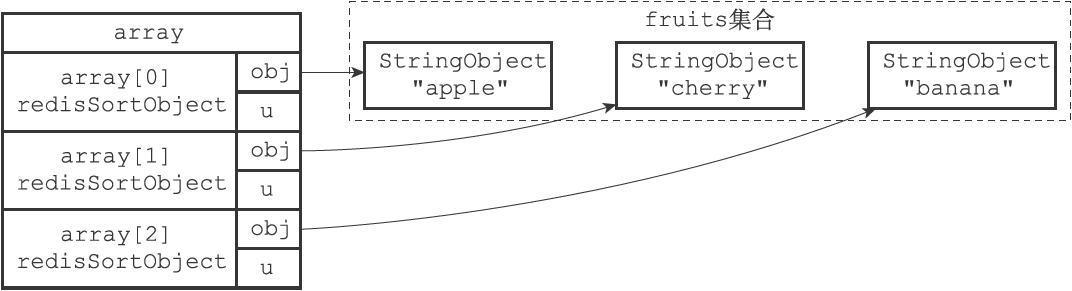 array
array[0]
redisSortObject
obj
u
array[1]
redisSortObject
obj
u
array[2]
redisSortObject
obj
u
fruits集合
StringObject
"apple"
StringObject
"cherry"
StringObject
"banana"